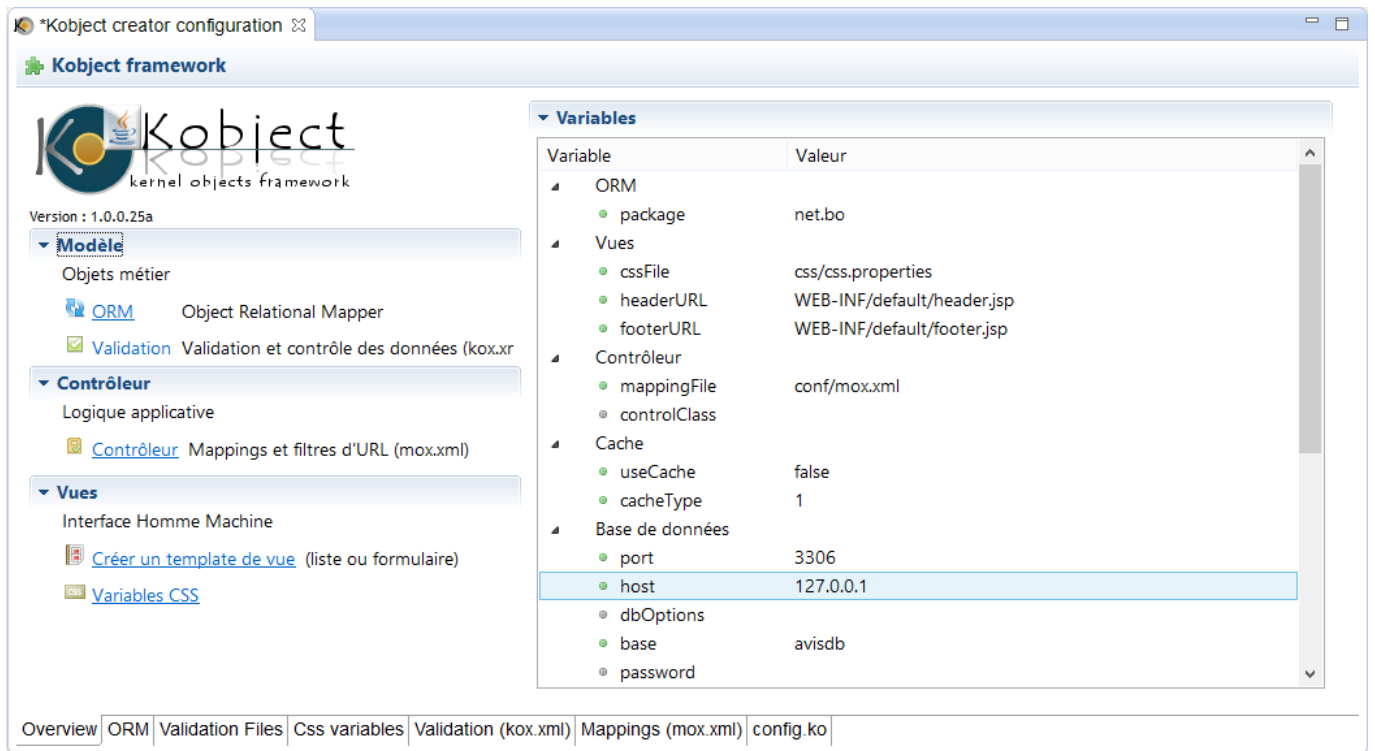 *Kobject creator configuration
Kobject framework
Kobject
kernel objects framework
Version : 1.0.0.25a
Modèle
Objets métier
ORM Object Relational Mapper
Validation Validation et contrôle des données (kox.xr
Contrôleur
Logique applicative
Contrôleur Mappings et filtres d'URL (mox.xml)
Vues
Interface Homme Machine
Créer un template de vue (liste ou formulaire)
CSS Variables CSS
Variables
Variable Valeur
ORM
package net.bo
Vues
cssFile css/css.properties
headerURL WEB-INF/default/header.jsp
footerURL WEB-INF/default/footer.jsp
Contrôleur
mappingFile conf/mox.xml
controlClass
Cache
useCache false
cacheType 1
Base de données
port 3306
host 127.0.0.1
dbOptions
base avisdb
password
Overview ORM Validation Files Css variables Validation (kox.xml) Mappings (mox.xml) config.ko